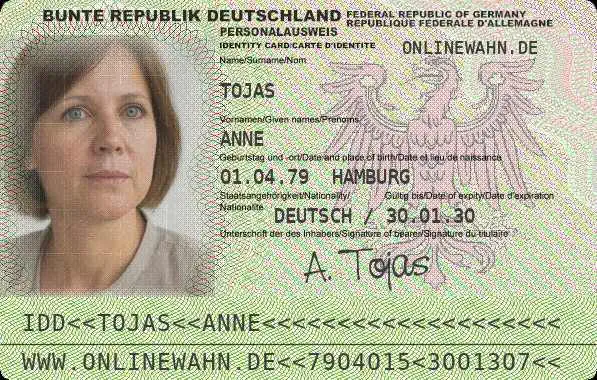 BUNTE REPUBLIK DEUTSCHLAND FEDERAL REPUBLIC OF GERMANY
REPUBLIQUE FEDERALE D'ALLEMAGNE
PERSONALAUSWEIS
IDENTITY CARD/CARTE D'IDENTITE
ONLINEWAHN.DE
Name/Surname/Nom
TOJAS
Vornamen/Given names/Prenoms
ANNE
Geburtstag und -ort/Date and place of birth/Date et lieu de naissance
01.04.79 HAMBURG
Staatsangehörigkeit/Nationality/ Gültig bis/Date of expity/Date d'expiration
Nationalite
DEUTSCH / 30.01.30
Unterschrift der des Inhabers/Signature of bearer/Signature du titulaire
A. Tojas
IDD<<TOJAS<<ANNE<<<<<<<<<<<<<<<<<<<<
WWW.ONLINEWAHN.DE<<7904015<3001307<<